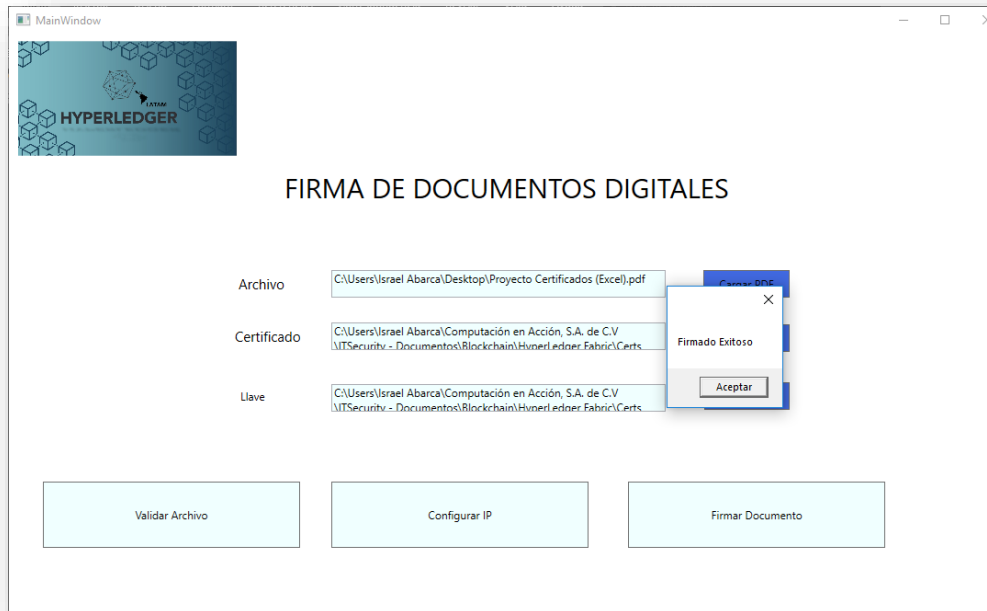 MainWindow
LATAM
HYPERLEDGER
FIRMA DE DOCUMENTOS DIGITALES
Archivo
C:\Users\Israel Abarca\Desktop\Proyecto Certificados (Excel).pdf
Cargar PDF
Certificado
C:\Users\Israel Abarca\Computación en Acción, S.A. de C.V
\ITSecurity - Documentos\Blockchain\HyperLedger Fabric\Certs
Firmado Exitoso
Aceptar
Llave
C:\Users\Israel Abarca\Computación en Acción, S.A. de C.V
\ITSecurity - Documentos\Blockchain\HyperLedger Fabric\Certs
Validar Archivo
Configurar IP
Firmar Documento